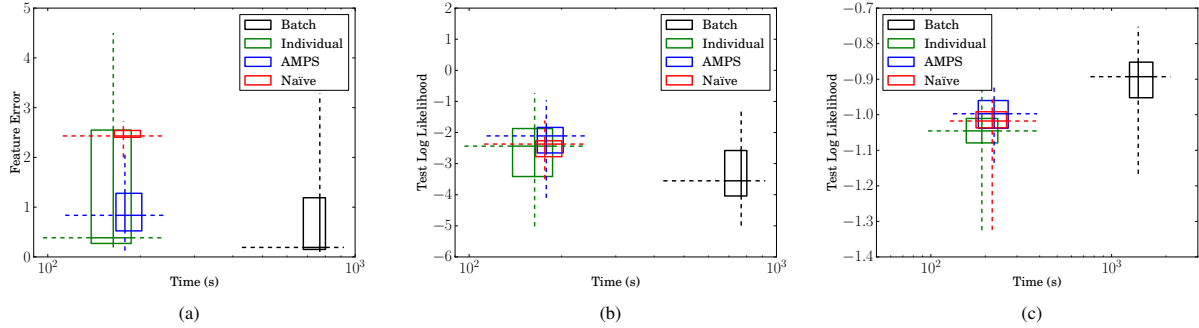 5
4
3
2
1
0
Feature Error
10²
10³
Time (s)
Batch
Individual
AMPS
Naïve
(a)
2
1
0
−1
−2
−3
−4
−5
−6
Test Log Likelihood
10²
10³
Time (s)
Batch
Individual
AMPS
Naïve
(b)
−0.7
−0.8
−0.9
−1.0
−1.1
−1.2
−1.3
−1.4
Test Log Likelihood
10²
10³
Time (s)
Batch
Individual
AMPS
Naïve
(c)